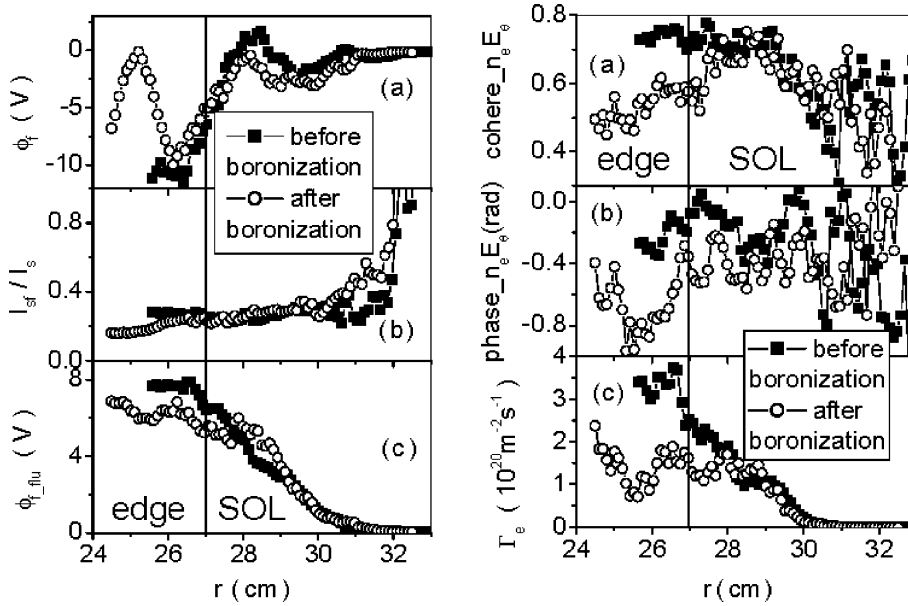 ϕf (V)
0
-5
-10
(a)
before
boronization
after
boronization
Isf / Is
0.8
0.4
0.0
(b)
ϕf_flu (V)
8
4
0
(c)
edge
SOL
24 26 28 30 32
r (cm)
cohere_neEθ
0.8
0.6
0.4
(a)
edge
SOL
phase_neEθ(rad)
0.0
-0.4
-0.8
(b)
before
boronization
after
boronization
Γe ( 10²⁰m⁻²s⁻¹)
4
3
2
1
0
(c)
24 26 28 30 32
r (cm)